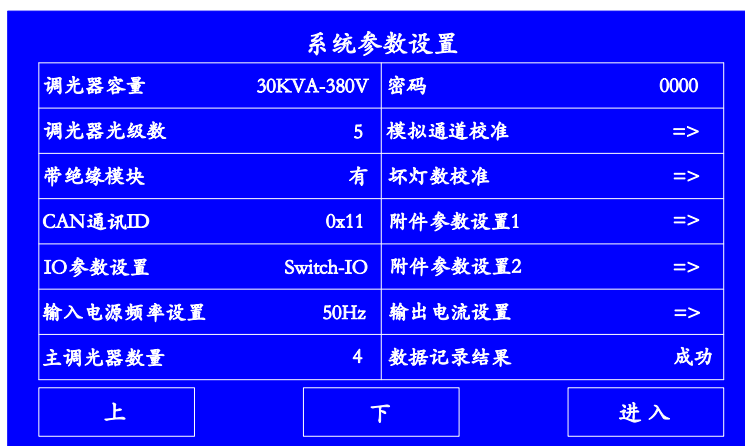 系统参数设置
调光器容量 30KVA-380V 密码 0000
调光器光级数 5 模拟通道校准 =>
带绝缘模块 有 坏灯数校准 =>
CAN通讯ID 0x11 附件参数设置1 =>
IO参数设置 Switch-IO 附件参数设置2 =>
输入电源频率设置 50Hz 输出电流设置 =>
主调光器数量 4 数据记录结果 成功
上 下 进入